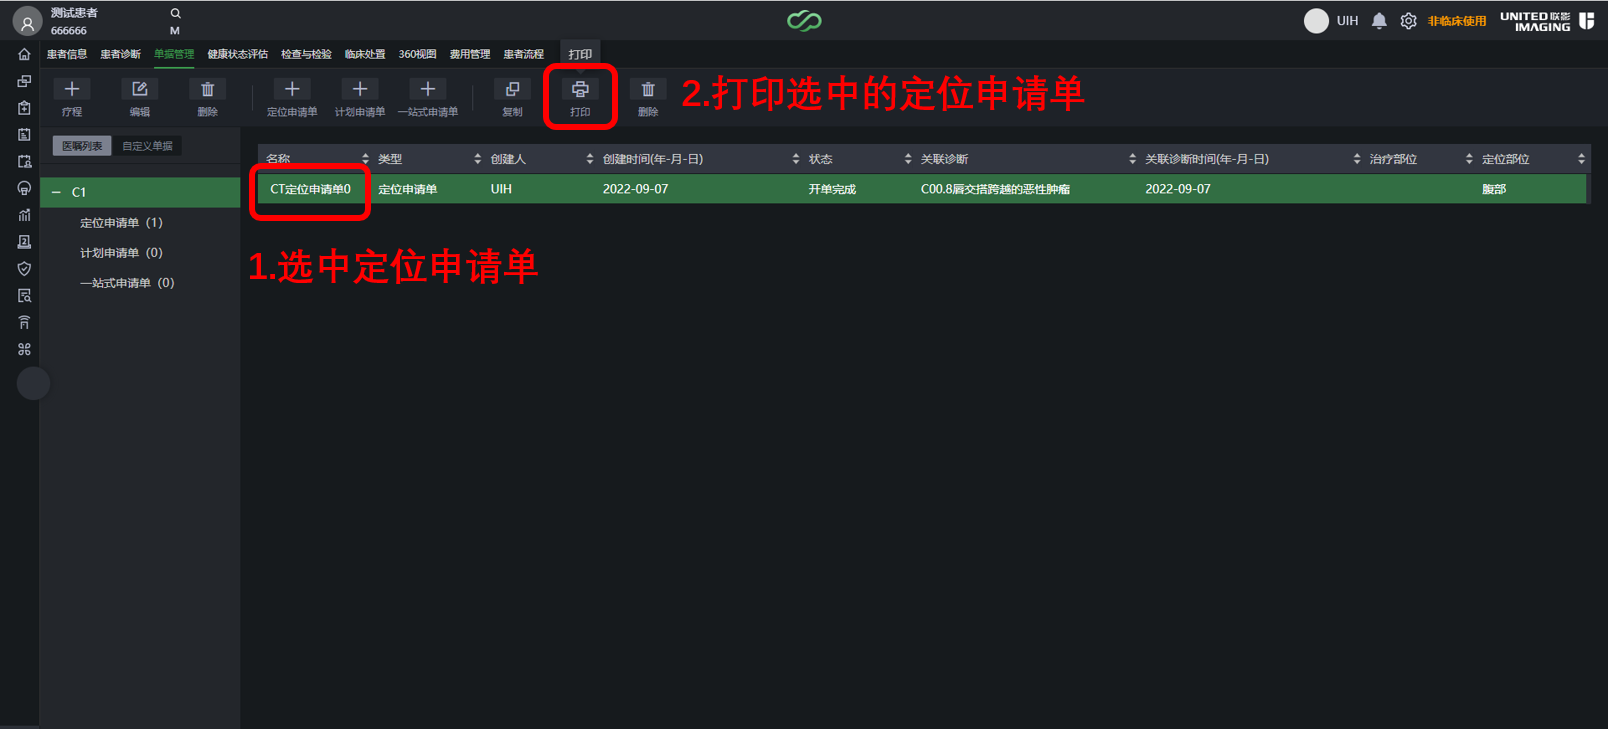 测试患者
666666 M
UIH 非临床使用 UNITED 联影 IMAGING
患者信息 患者诊断 单据管理 健康状态评估 检查与检验 临床处置 360视图 费用管理 患者流程 打印
疗程 编辑 删除 定位申请单 计划申请单 一站式申请单 复制 打印 删除
2.打印选中的定位申请单
医嘱列表 自定义单据
名称 类型 创建人 创建时间(年-月-日) 状态 关联诊断 关联诊断时间(年-月-日) 治疗部位 定位部位
CT定位申请单0 定位申请单 UIH 2022-09-07 开单完成 C00.8唇交搭跨越的恶性肿瘤 2022-09-07 腹部
C1
定位申请单（1）
计划申请单（0）
一站式申请单（0）
1.选中定位申请单